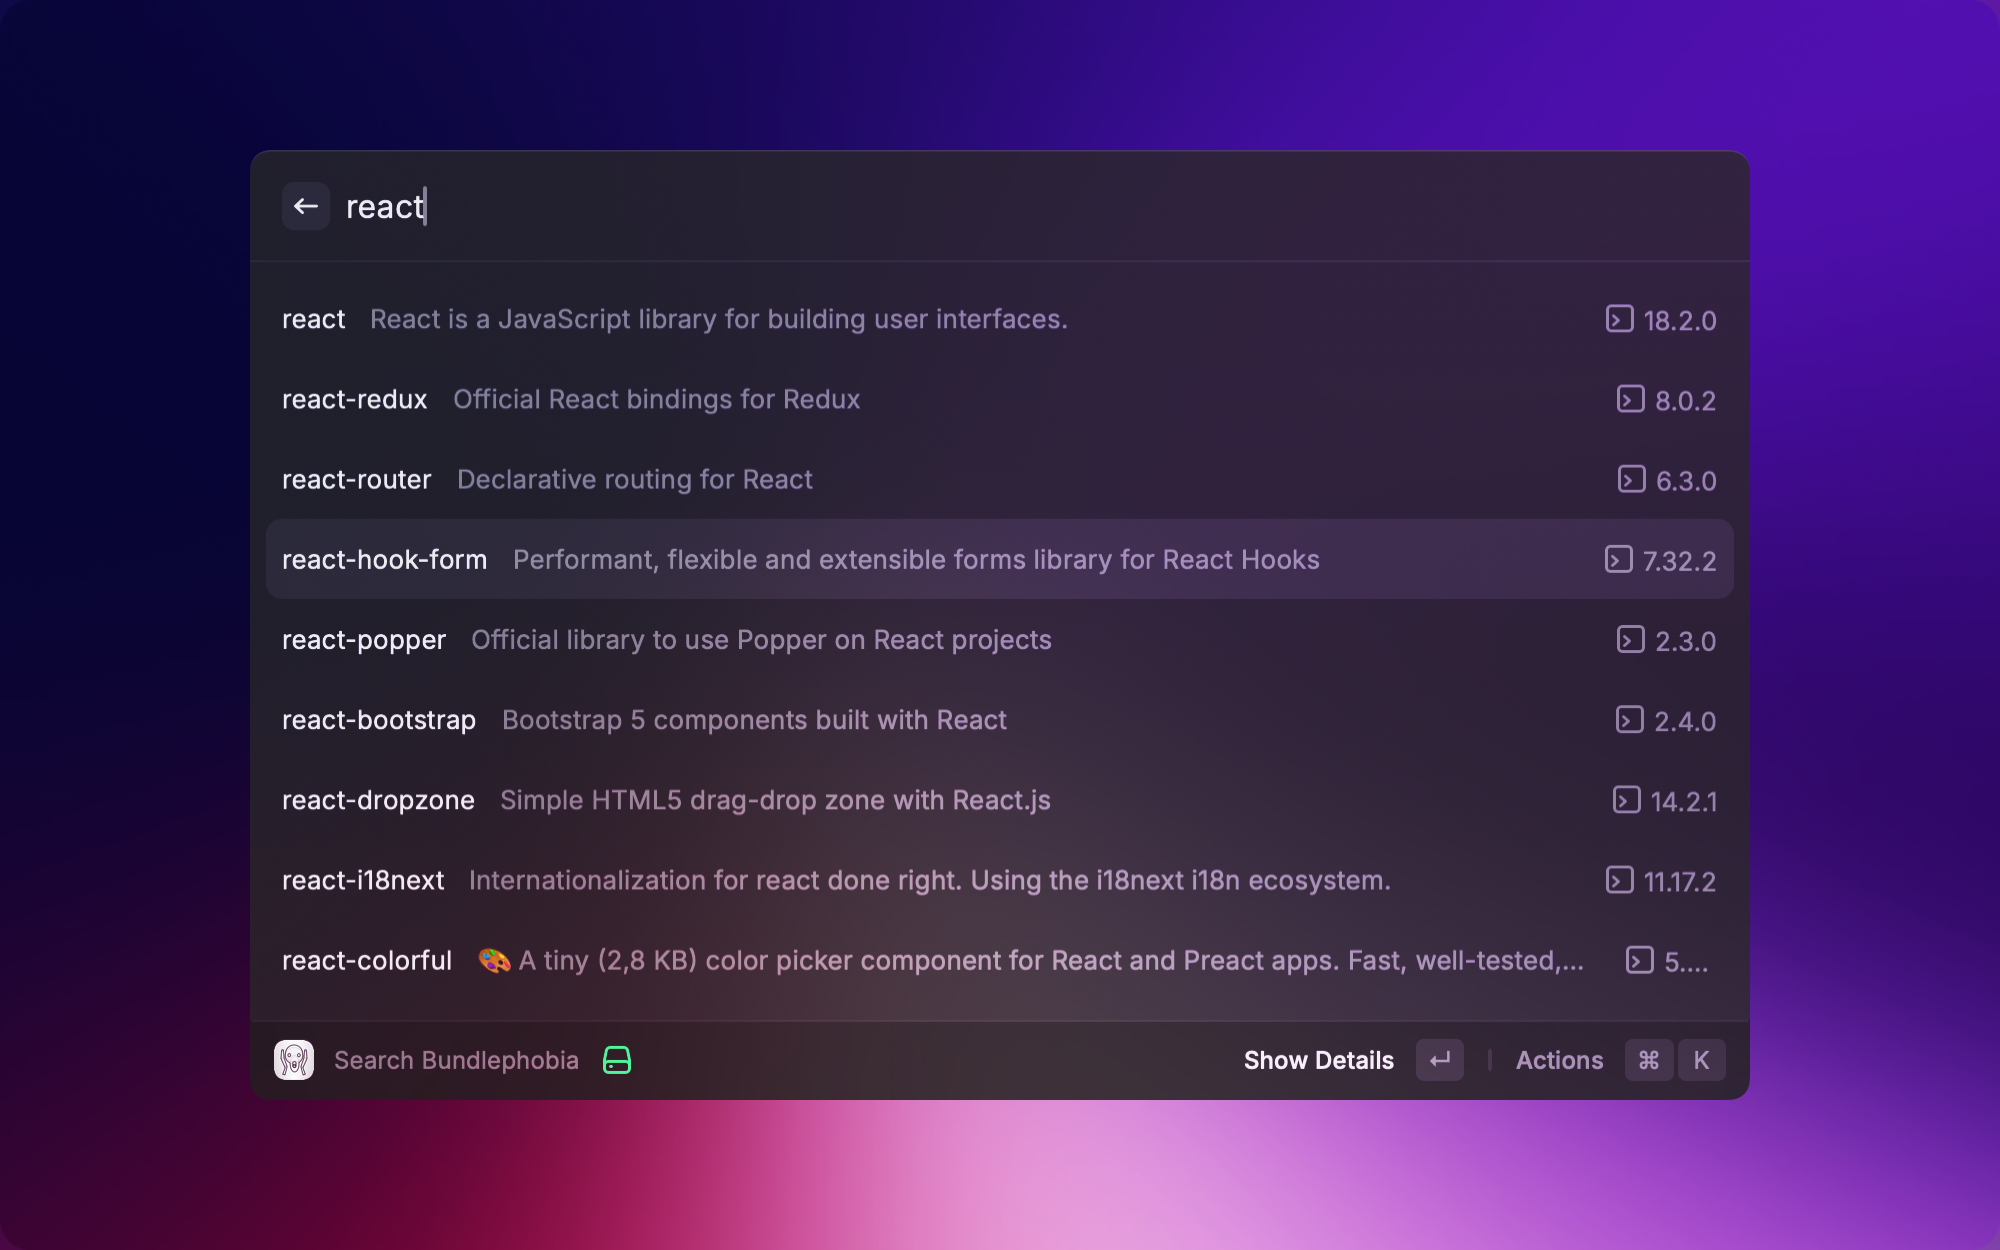 react
react React is a JavaScript library for building user interfaces. 18.2.0
react-redux Official React bindings for Redux 8.0.2
react-router Declarative routing for React 6.3.0
react-hook-form Performant, flexible and extensible forms library for React Hooks 7.32.2
react-popper Official library to use Popper on React projects 2.3.0
react-bootstrap Bootstrap 5 components built with React 2.4.0
react-dropzone Simple HTML5 drag-drop zone with React.js 14.2.1
react-i18next Internationalization for react done right. Using the i18next i18n ecosystem. 11.17.2
react-colorful 🎨 A tiny (2,8 KB) color picker component for React and Preact apps. Fast, well-tested,... 5....
Search Bundlephobia Show Details ↵ Actions ⌘ K